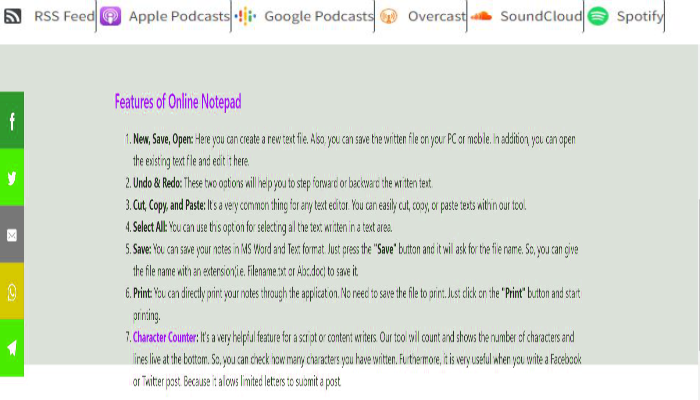 RSS Feed Apple Podcasts Google Podcasts Overcast SoundCloud Spotify
Features of Online Notepad
1. New, Save, Open: Here you can create a new text file. Also, you can save the written file on your PC or mobile. In addition, you can open
the existing text file and edit it here.
2. Undo & Redo: These two options will help you to step forward or backward the written text.
3. Cut, Copy, and Paste: It's a very common thing for any text editor. You can easily cut, copy, or paste texts within our tool.
4. Select All: You can use this option for selecting all the text written in a text area.
5. Save: You can save your notes in MS Word and Text format. Just press the "Save" button and it will ask for the file name. So, you can give
the file name with an extension(i.e. Filename.txt or Abc.doc) to save it.
6. Print: You can directly print your notes through the application. No need to save the file to print. Just click on the "Print" button and start
printing.
7. Character Counter: It's a very helpful feature for a script or content writers. Our tool will count and shows the number of characters and
lines live at the bottom. So, you can check how many characters you have written. Furthermore, it is very useful when you write a Facebook
or Twitter post. Because it allows limited letters to submit a post.